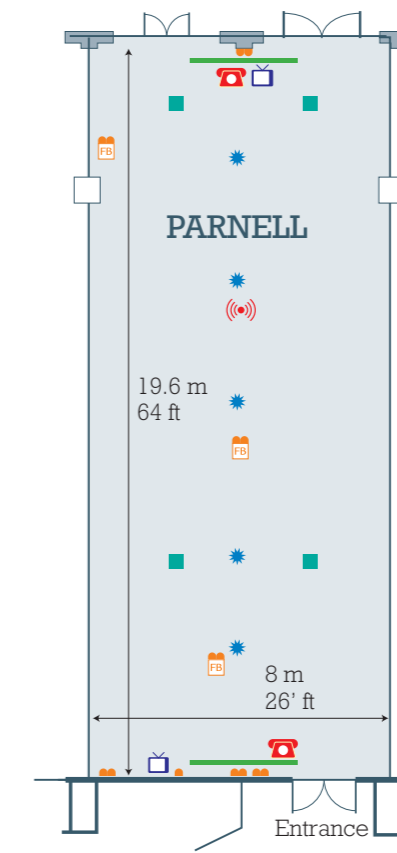 FB
PARNELL
19.6 m
64 ft
FB
FB
8 m
26' ft
Entrance